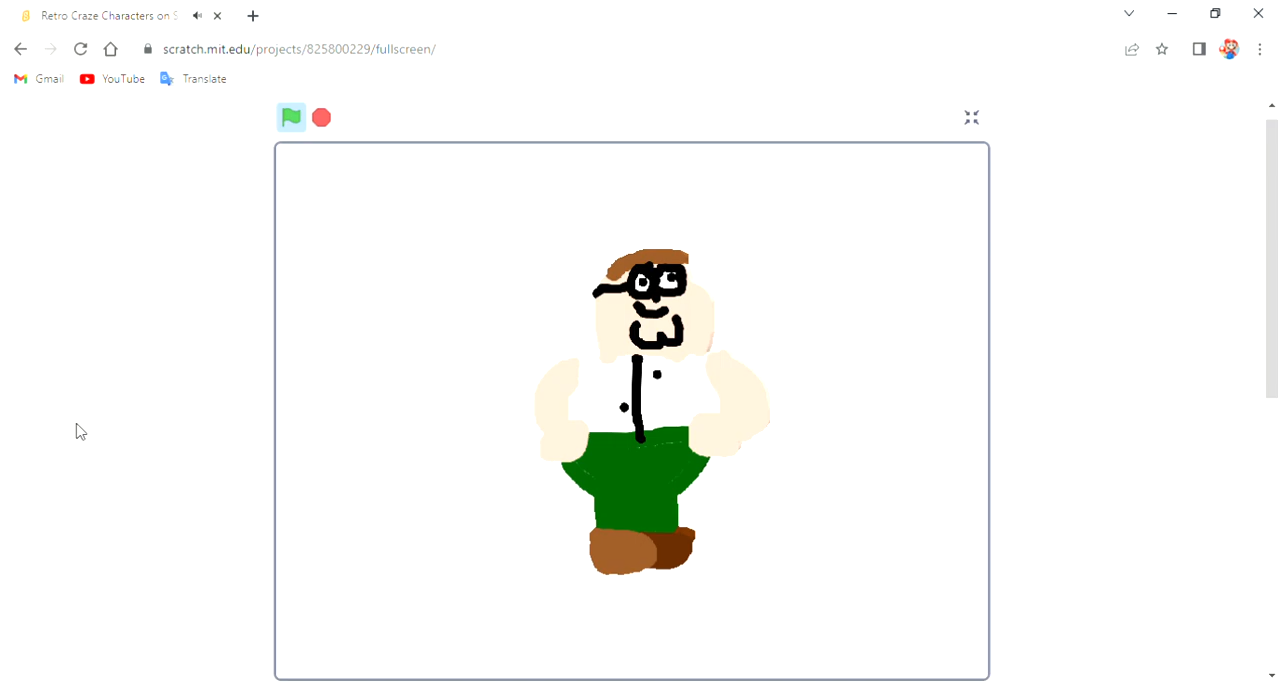 Retro Craze Characters on S
scratch.mit.edu/projects/825800229/fullscreen/
Gmail YouTube Translate